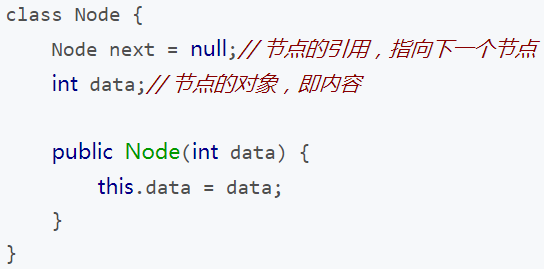 class Node {
    Node next = null;// 节点的引用，指向下一个节点
    int data;// 节点的对象，即内容

    public Node(int data) {
        this.data = data;
    }
}